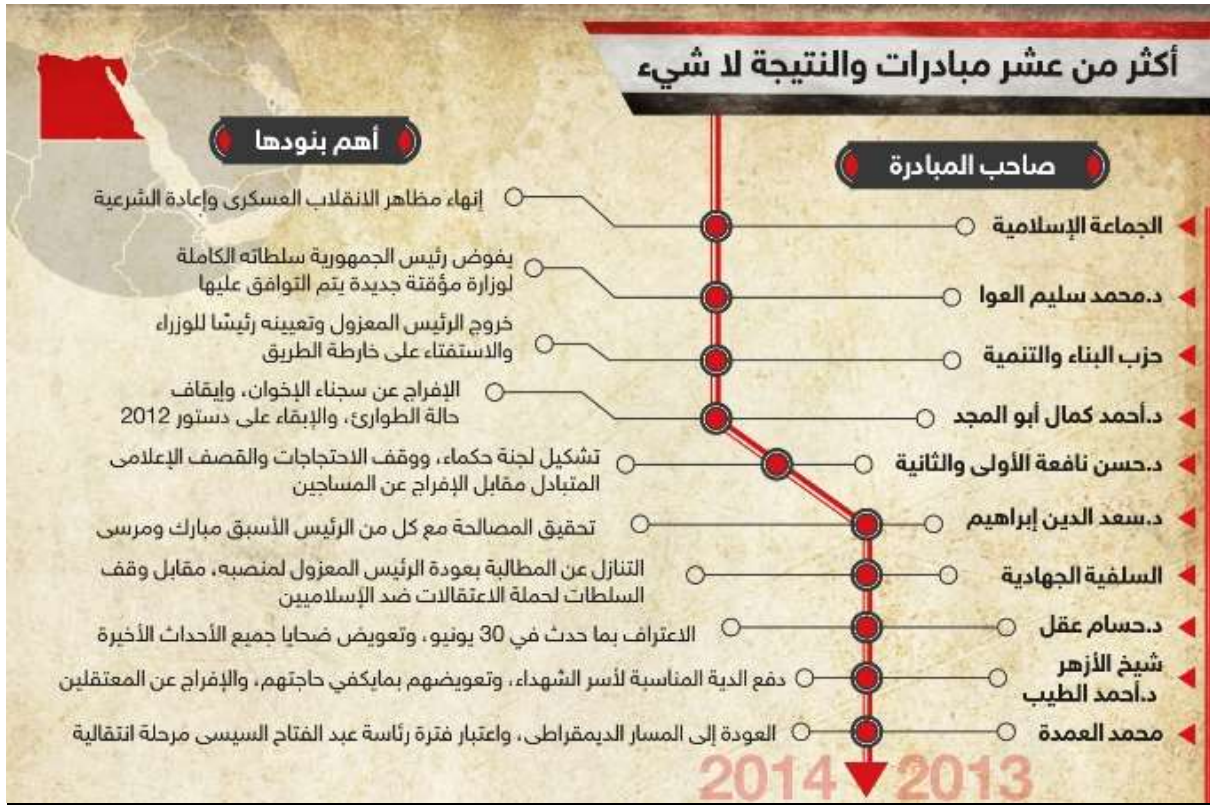 أكثر من عشر مبادرات والنتيجة لا شيء
صاحب المبادرة
أهم بنودها
الجماعة الإسلامية
إنهاء مظاهر الانقلاب العسكرى وإعادة الشرعية
د.محمد سليم العوا
يفوض رئيس الجمهورية سلطاته الكاملة
لوزارة مؤقتة جديدة يتم التوافق عليها
حزب البناء والتنمية
خروج الرئيس المعزول وتعيينه رئيسًا للوزراء
والاستفتاء على خارطة الطريق
د.أحمد كمال أبو المجد
الإفراج عن سجناء الإخوان، وإيقاف
حالة الطوارئ، والإبقاء على دستور 2012
د.حسن نافعة الأولى والثانية
تشكيل لجنة حكماء، ووقف الاحتجاجات والقصف الإعلامى
المتبادل مقابل الإفراج عن المساجين
د.سعد الدين إبراهيم
تحقيق المصالحة مع كل من الرئيس الأسبق مبارك ومرسى
السلفية الجهادية
التنازل عن المطالبة بعودة الرئيس المعزول لمنصبه، مقابل وقف
السلطات لحملة الاعتقالات ضد الإسلاميين
د.حسام عقل
الاعتراف بما حدث في 30 يونيو، وتعويض ضحايا جميع الأحداث الأخيرة
شيخ الأزهر
د.أحمد الطيب
دفع الدية المناسبة لأسر الشهداء، وتعويضهم بمايكفي حاجتهم، والإفراج عن المعتقلين
محمد العمدة
العودة إلى المسار الديمقراطى، واعتبار فترة رئاسة عبد الفتاح السيسى مرحلة انتقالية
2013
2014